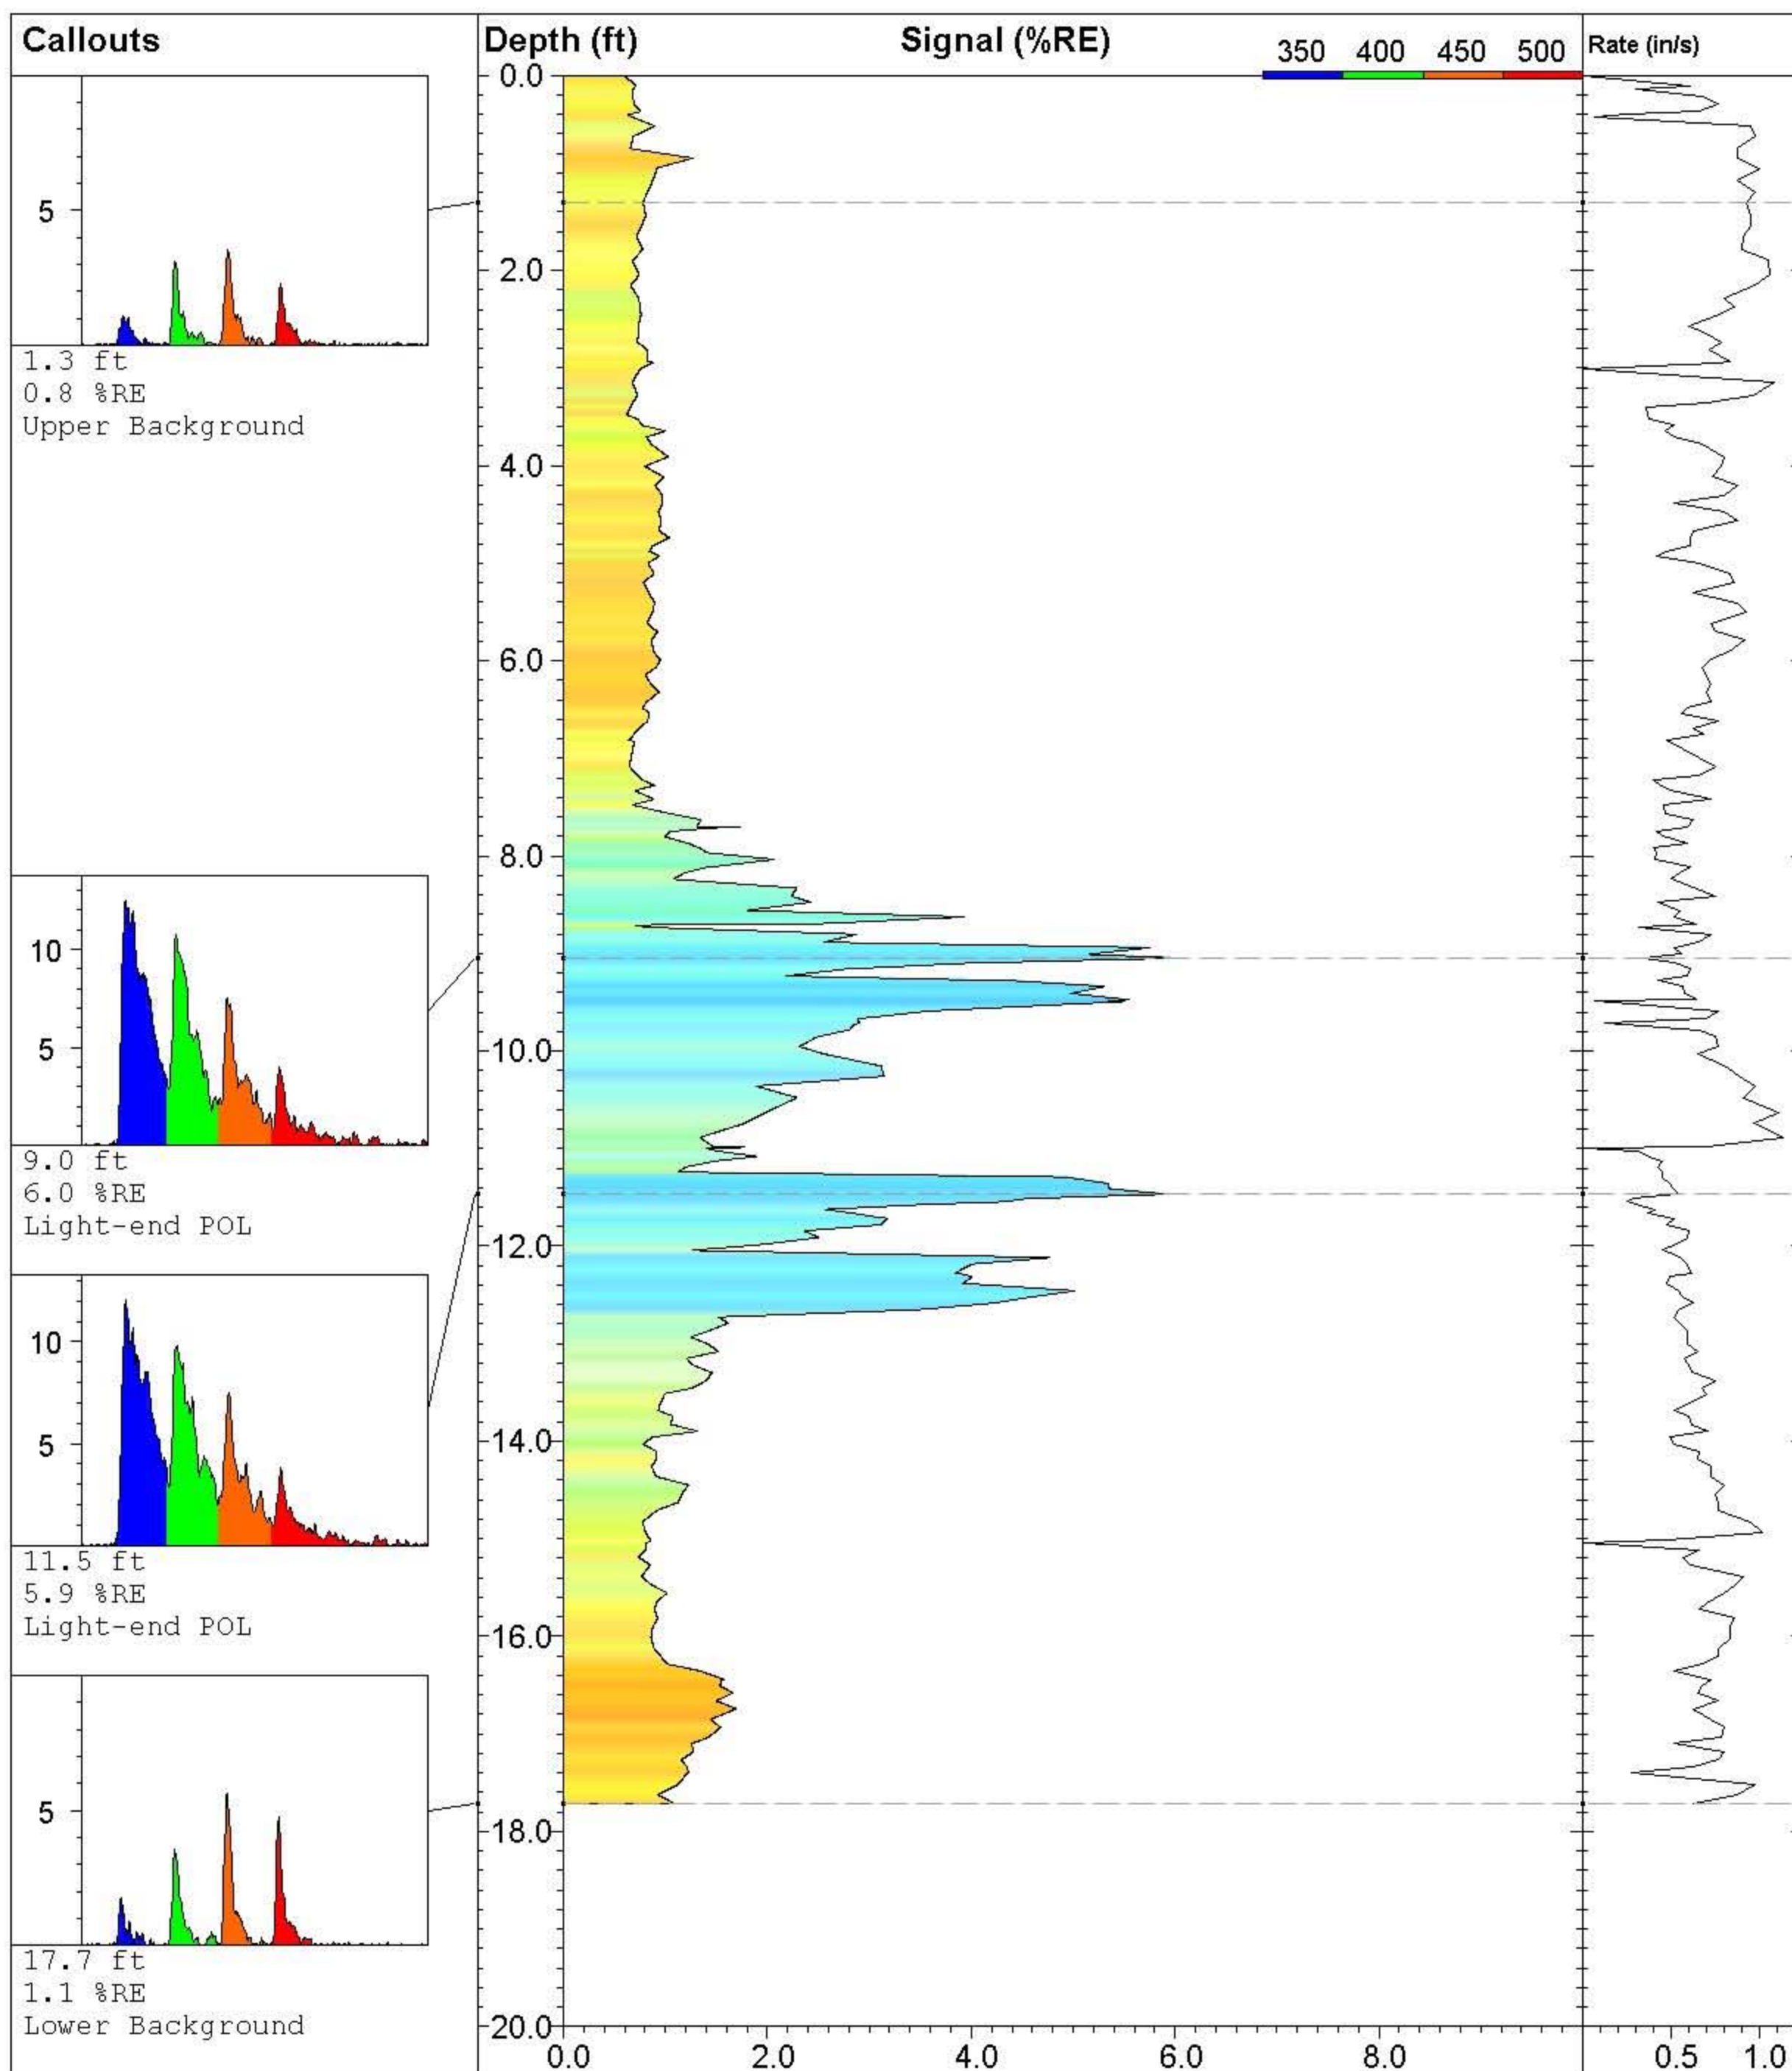 Callouts
Depth (ft)
Signal (%RE)
350 400 450 500
Rate (in/s)
5
1.3 ft
0.8 %RE
Upper Background
10
5
9.0 ft
6.0 %RE
Light-end POL
10
5
11.5 ft
5.9 %RE
Light-end POL
5
17.7 ft
1.1 %RE
Lower Background
0.0
2.0
4.0
6.0
8.0
10.0
12.0
14.0
16.0
18.0
20.0
0.0 2.0 4.0 6.0 8.0
0.5 1.0